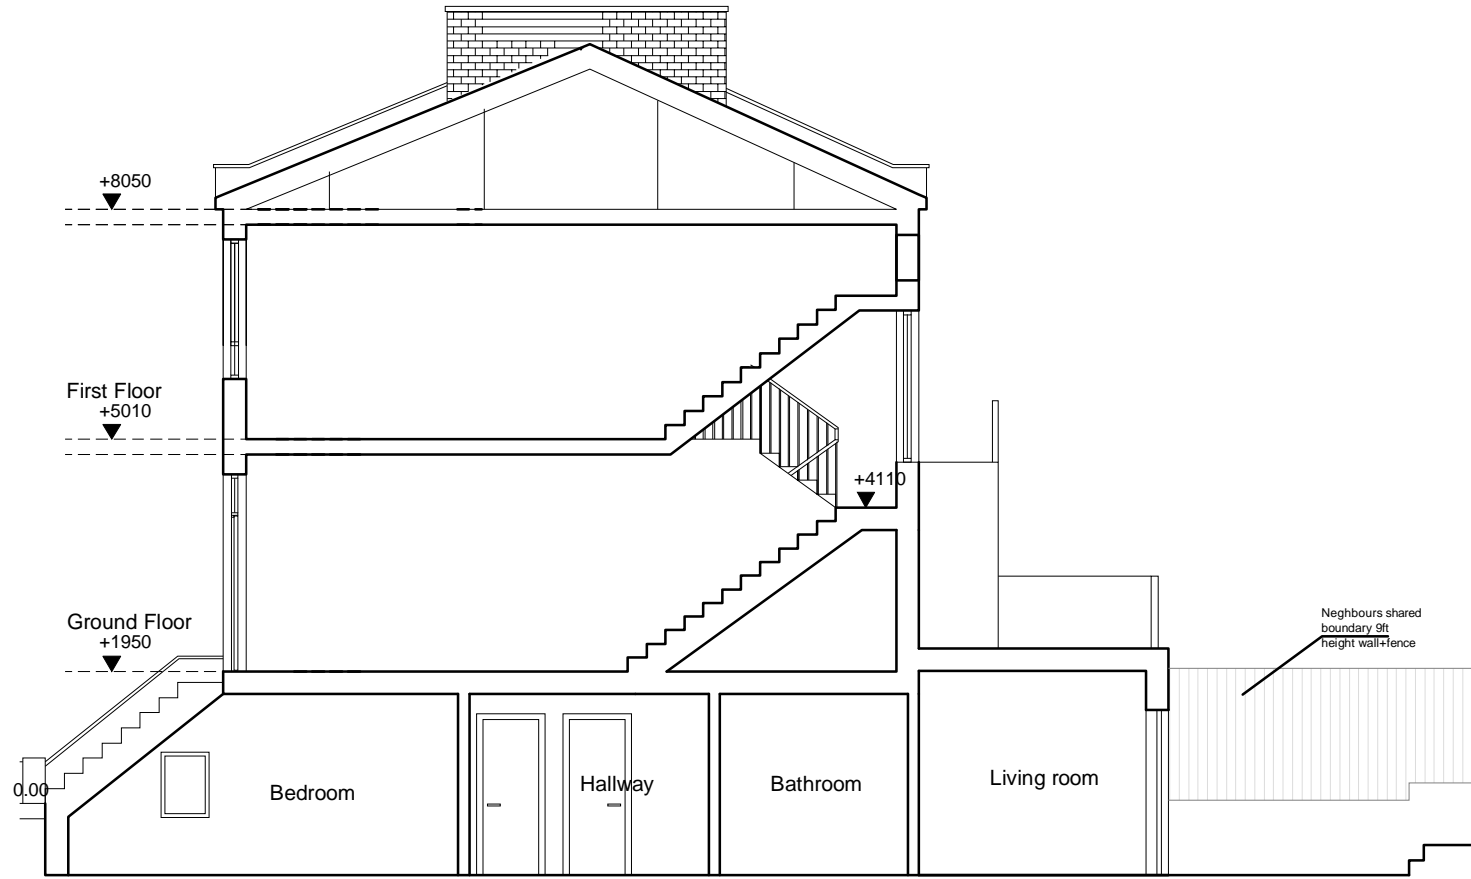 +8050
First Floor
+5010
+4110
Ground Floor
+1950
Neghbours shared
boundary 9ft
height wall+fence
0.00
Bedroom
Hallway
Bathroom
Living room